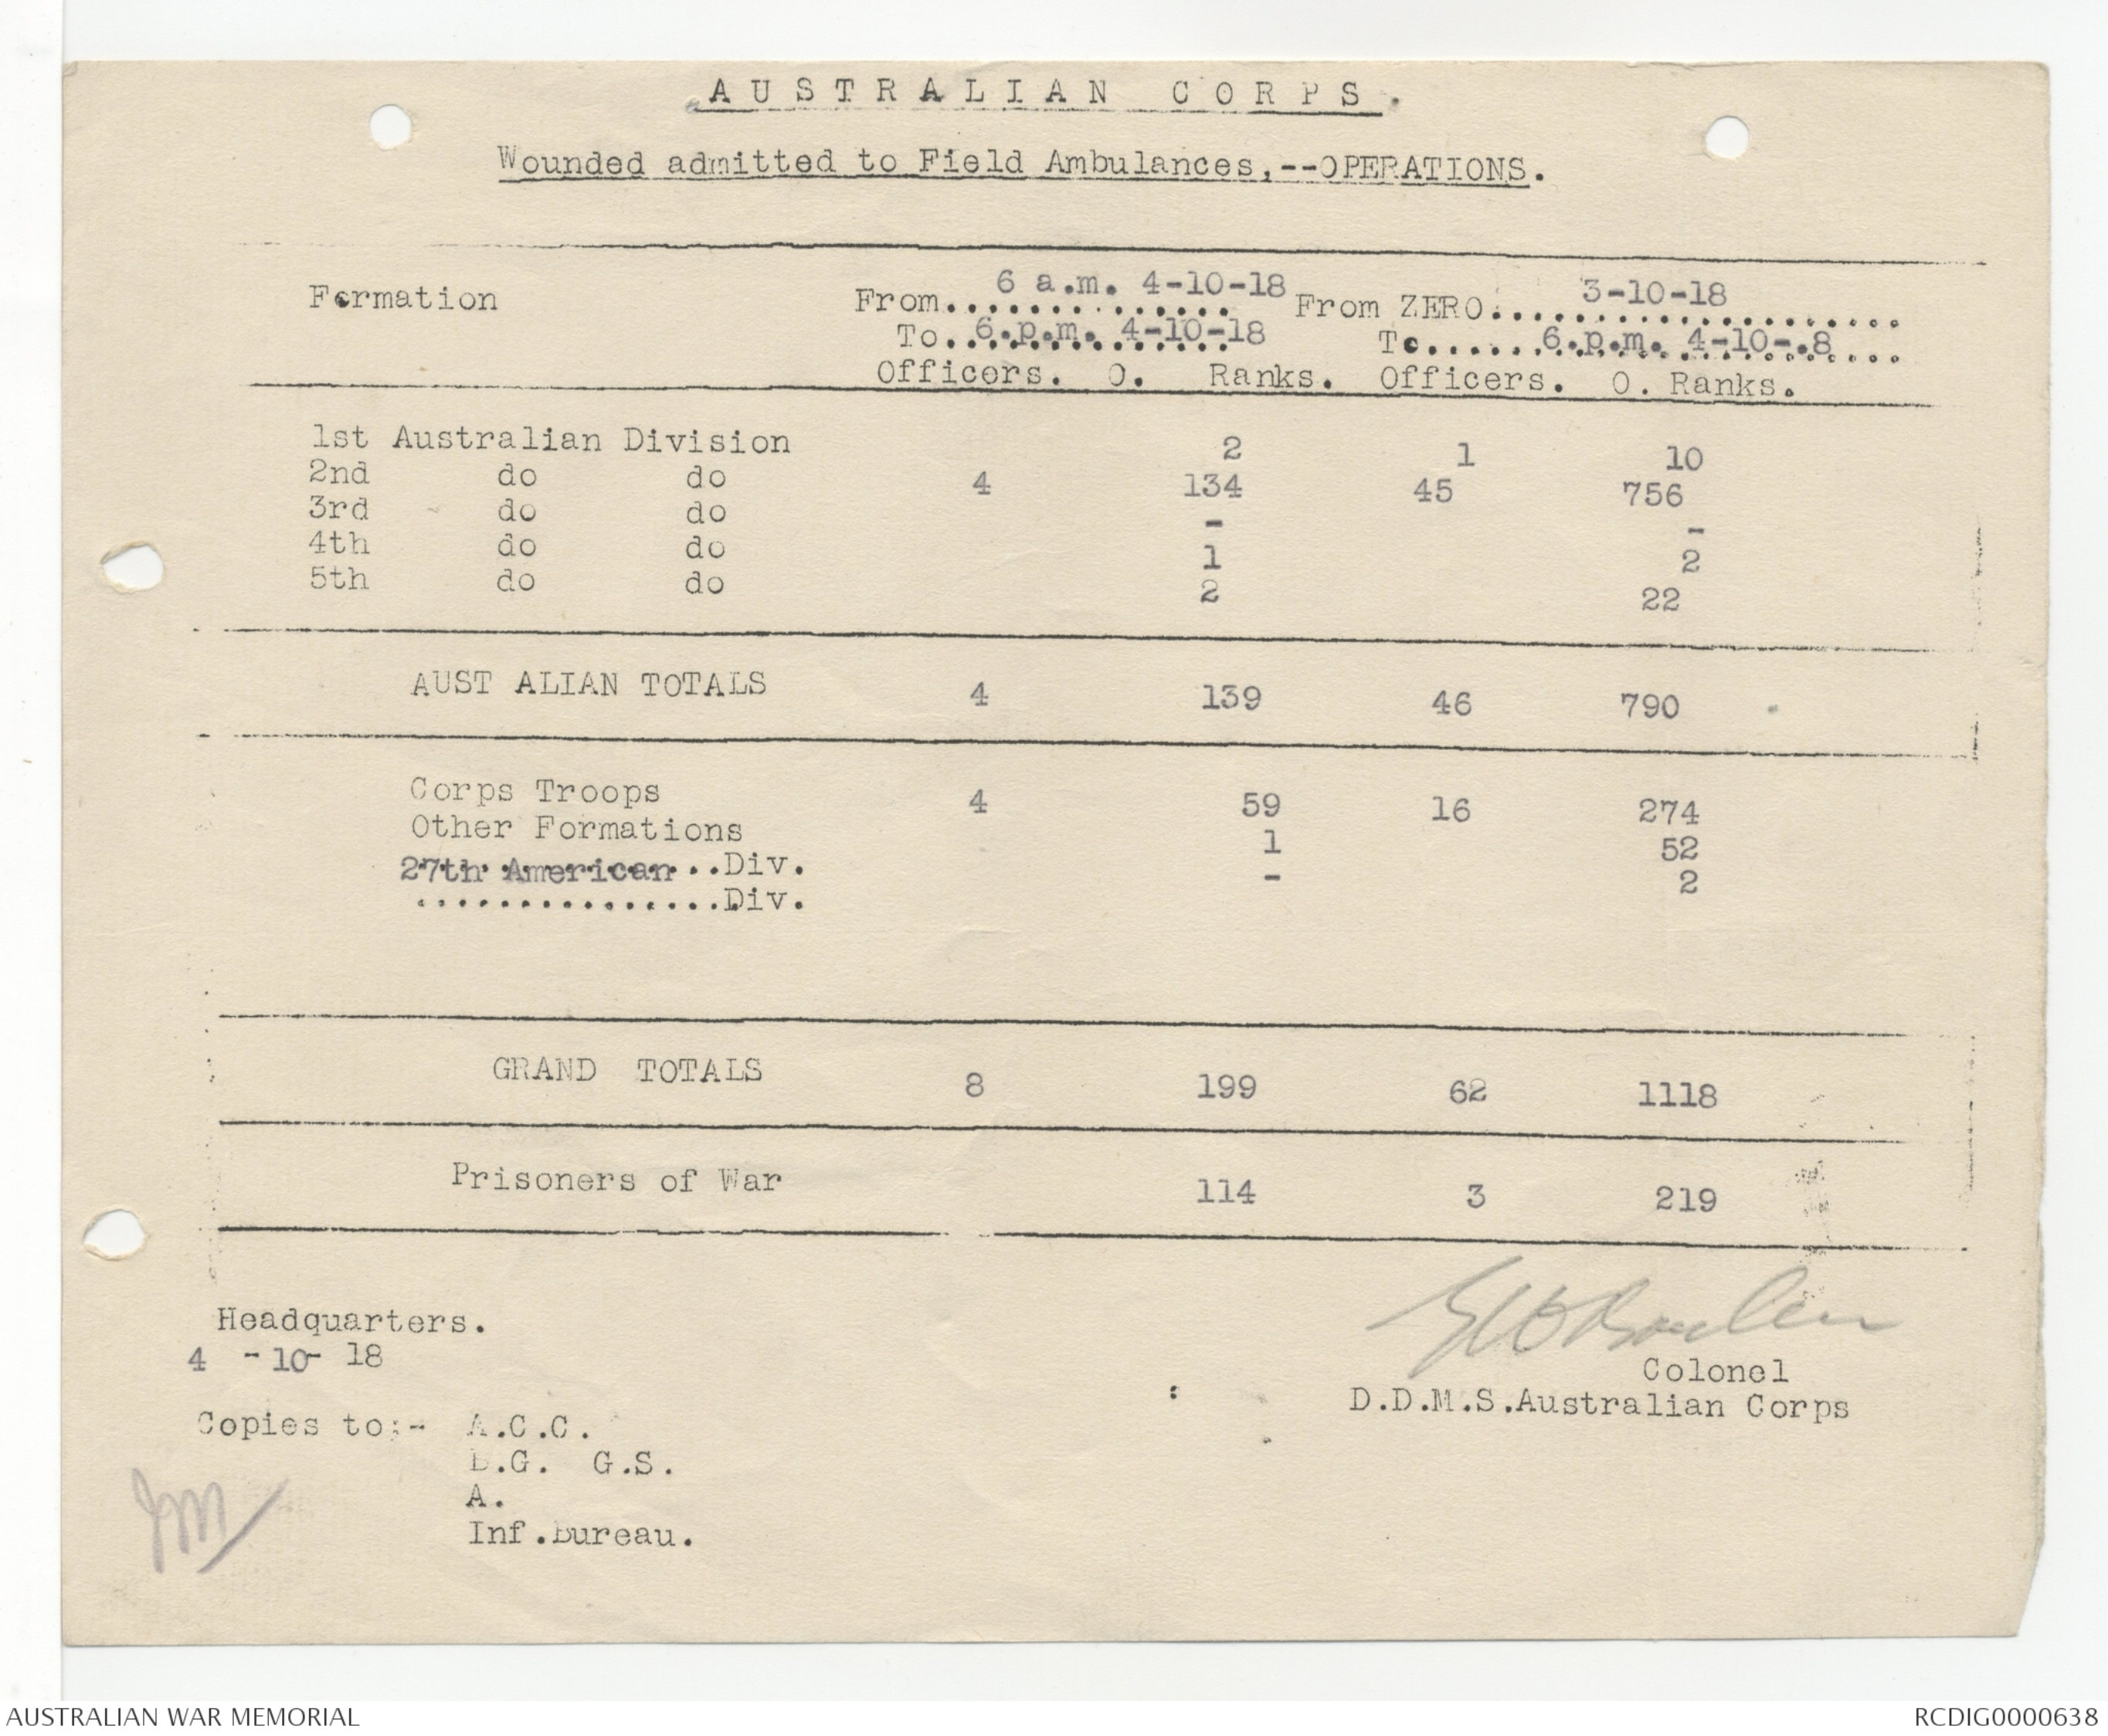 AUSTRALIAN CORPS.
Wounded admitted to Field Ambulances,--OPERATIONS.
Formation From 6 a.m. 4-10-18 From ZERO 3-10-18
To 6.p.m. 4-10-18 To 6.p.m. 4-10-.8
Officers. O. Ranks. Officers. O. Ranks.
1st Australian Division 2 1 10
2nd do do 4 134 45 756
3rd do do - -
4th do do 1 2
5th do do 2 22
AUST ALIAN TOTALS 4 139 46 790
Corps Troops 4 59 16 274
Other Formations 1 52
27th American..Div. - 2
................Div.
GRAND TOTALS 8 199 62 1118
Prisoners of War 114 3 219
Headquarters.
4 -10- 18
Colonel
D.D.M.S.Australian Corps
Copies to:- A.C.C.
B.G. G.S.
A.
Inf.Bureau.
AUSTRALIAN WAR MEMORIAL RCDIG0000638